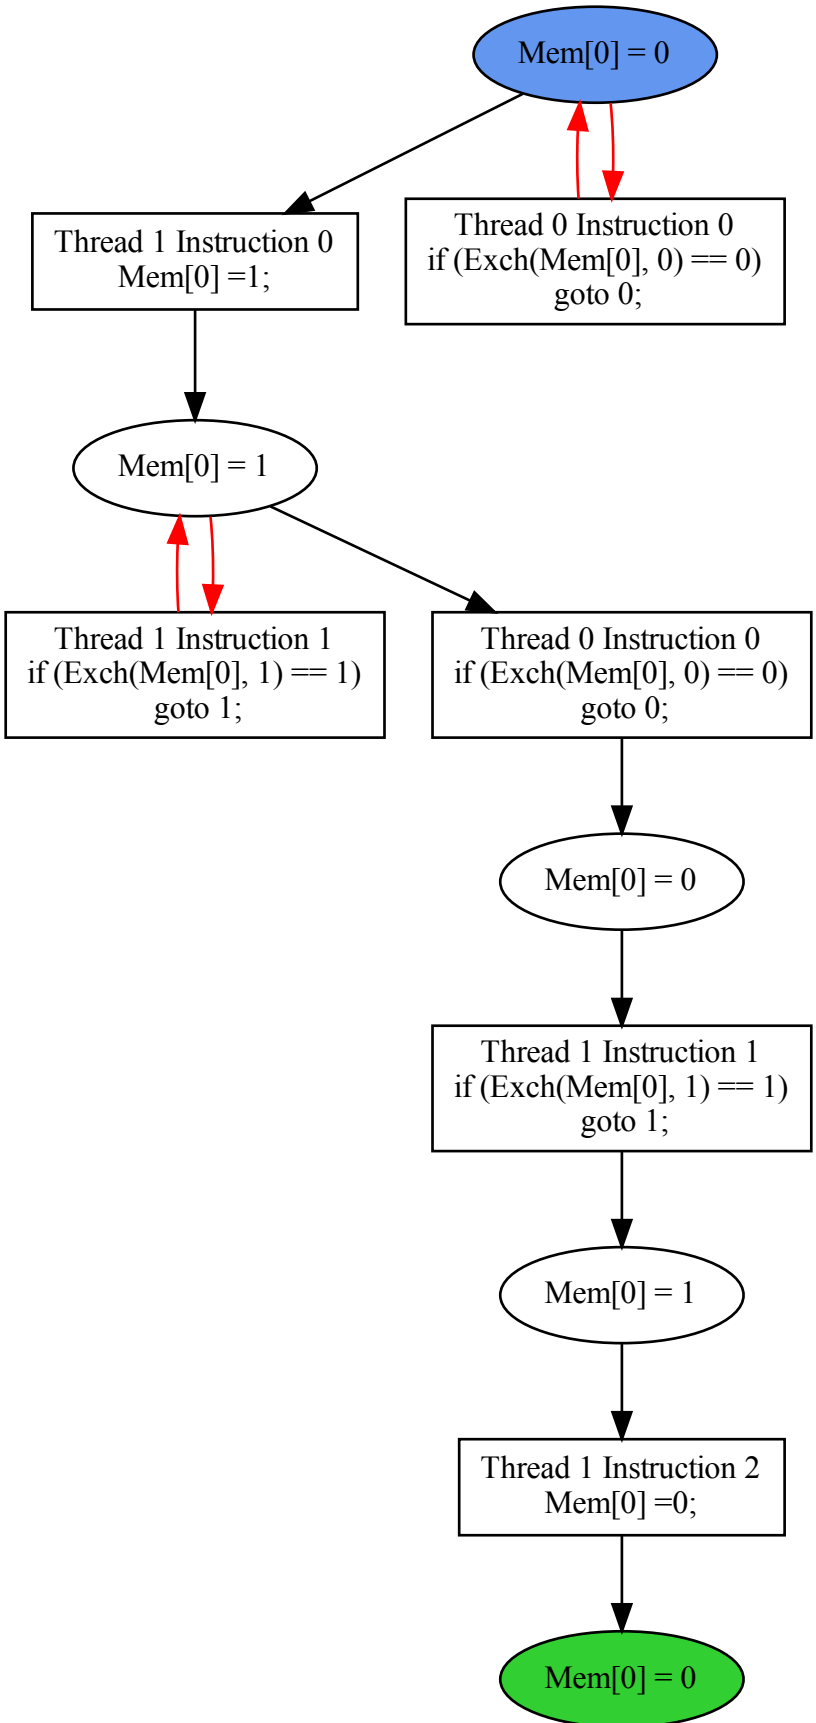 Mem[0] = 0
Thread 1 Instruction 0
Mem[0] =1;
Thread 0 Instruction 0
if (Exch(Mem[0], 0) == 0)
goto 0;
Mem[0] = 1
Thread 1 Instruction 1
if (Exch(Mem[0], 1) == 1)
goto 1;
Thread 0 Instruction 0
if (Exch(Mem[0], 0) == 0)
goto 0;
Mem[0] = 0
Thread 1 Instruction 1
if (Exch(Mem[0], 1) == 1)
goto 1;
Mem[0] = 1
Thread 1 Instruction 2
Mem[0] =0;
Mem[0] = 0